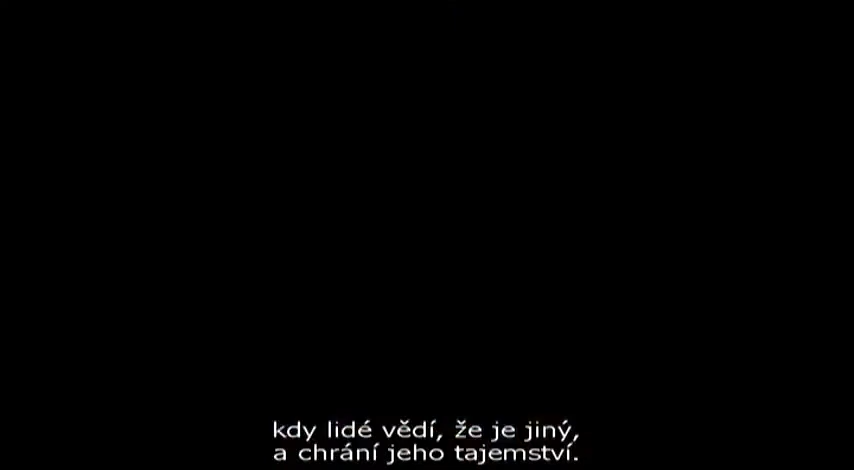 kdy lidé vědí, že je jiný,
a chrání jeho tajemství.